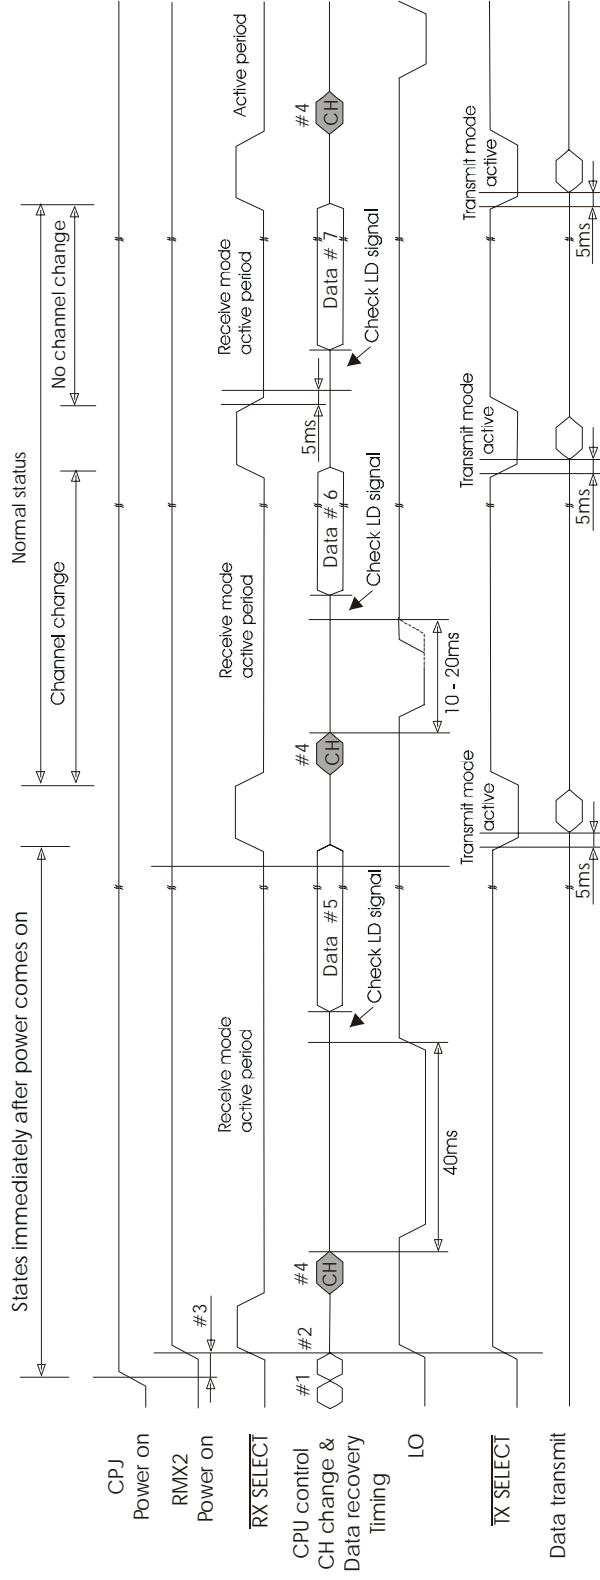 Normal status
States immediately after power comes on
Channel change
No channel change
CPJ
Power on
RMX2
Power on
#3
RX SELECT
Receive mode
active period
Receive mode
active period
Receive mode
active period
Active period
CPU control
CH change &
Data recovery
Timing
#1
#2
#4
CH
Data #5
#4
CH
Data # 6
5ms
Data # 7
#4
CH
Check LD signal
Check LD signal
Check LD signal
LO
40ms
10 - 20ms
TX SELECT
Transmit mode
active
Transmit mode
active
Transmit mode
active
Data transmit
5ms
5ms
5ms